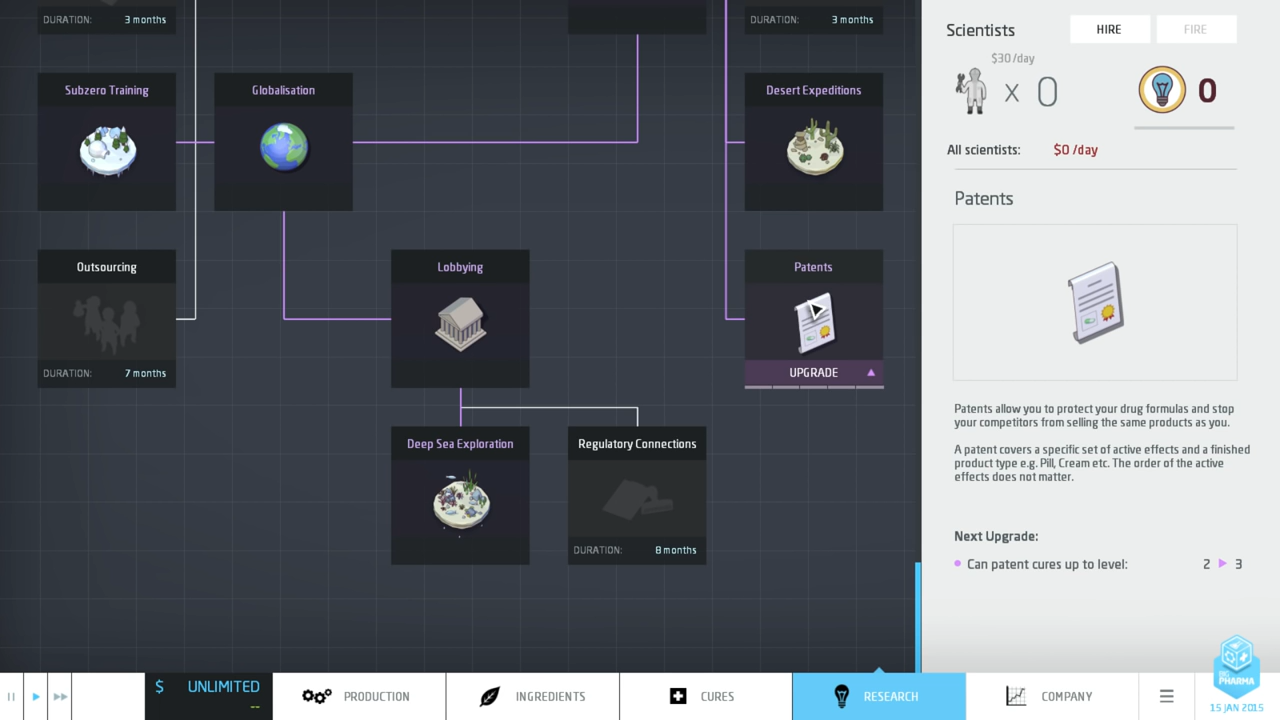 DURATION: 3 months
DURATION: 3 months
Subzero Training
Globalisation
Desert Expeditions
Outsourcing
DURATION: 7 months
Lobbying
Patents
UPGRADE
Deep Sea Exploration
Regulatory Connections
DURATION: 8 months
Scientists
HIRE
FIRE
$30/day
X 0
0
All scientists: $0 /day
Patents
Patents allow you to protect your drug formulas and stop
your competitors from selling the same products as you.
A patent covers a specific set of active effects and a finished
product type e.g. Pill, Cream etc. The order of the active
effects does not matter.
Next Upgrade:
Can patent cures up to level: 2 3
$ UNLIMITED
--
PRODUCTION
INGREDIENTS
CURES
RESEARCH
COMPANY
BIG
PHARMA
15 JAN 2015